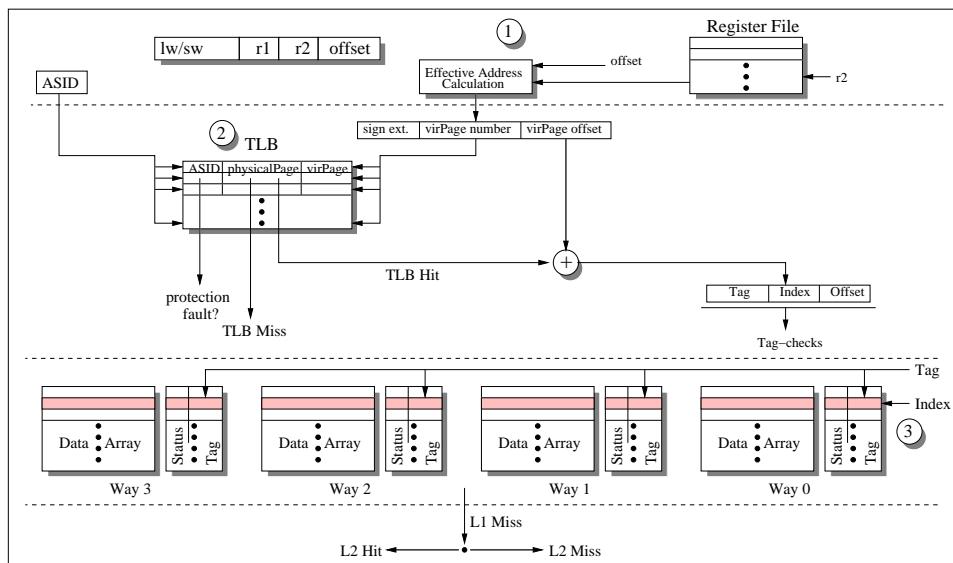 1
Register File
lw/sw r1 r2 offset
offset
Effective Address
Calculation
r2
ASID
sign ext. virPage number virPage offset
2
TLB
ASID physicalPage virPage
+
TLB Hit
protection
fault?
TLB Miss
Tag Index Offset
Tag–checks
Tag
Index
3
Data Array Status Tag
Data Array Status Tag
Data Array Status Tag
Data Array Status Tag
Way 3 Way 2 Way 1 Way 0
L1 Miss
L2 Hit L2 Miss